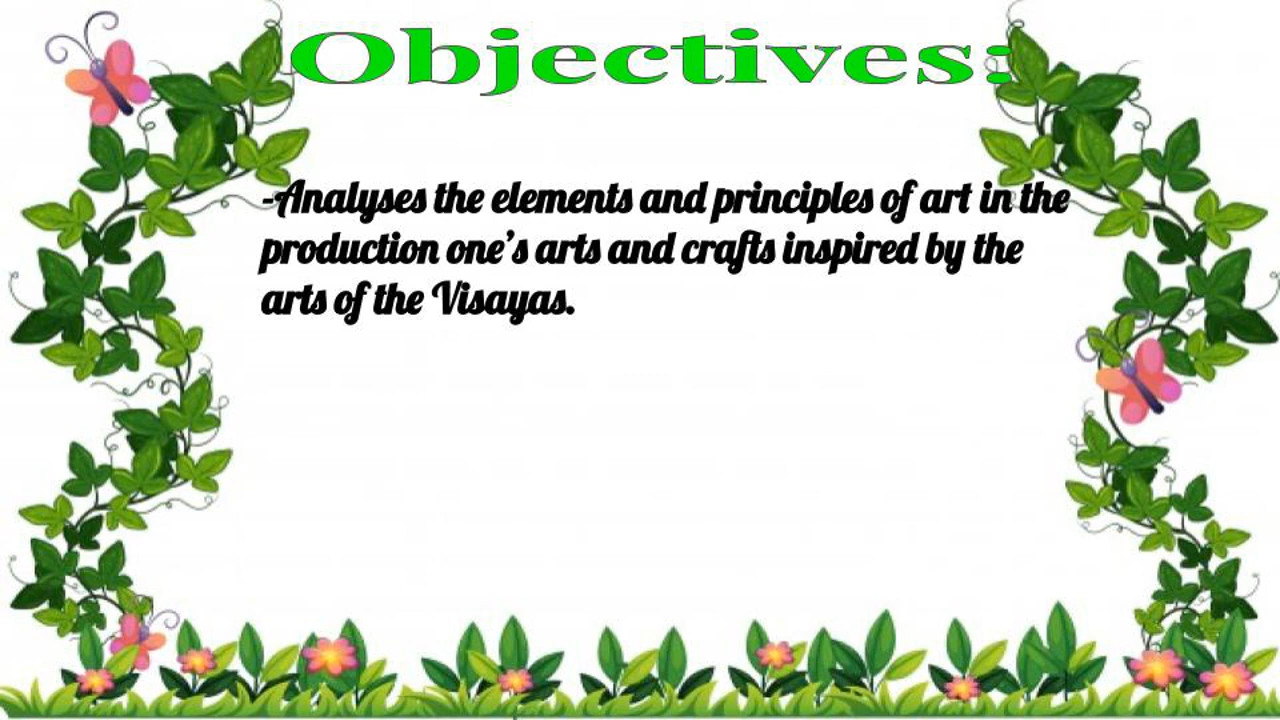 Objectives:
-Analyses the elements and principles of art in the
production one’s arts and crafts inspired by the
arts of the Visayas.